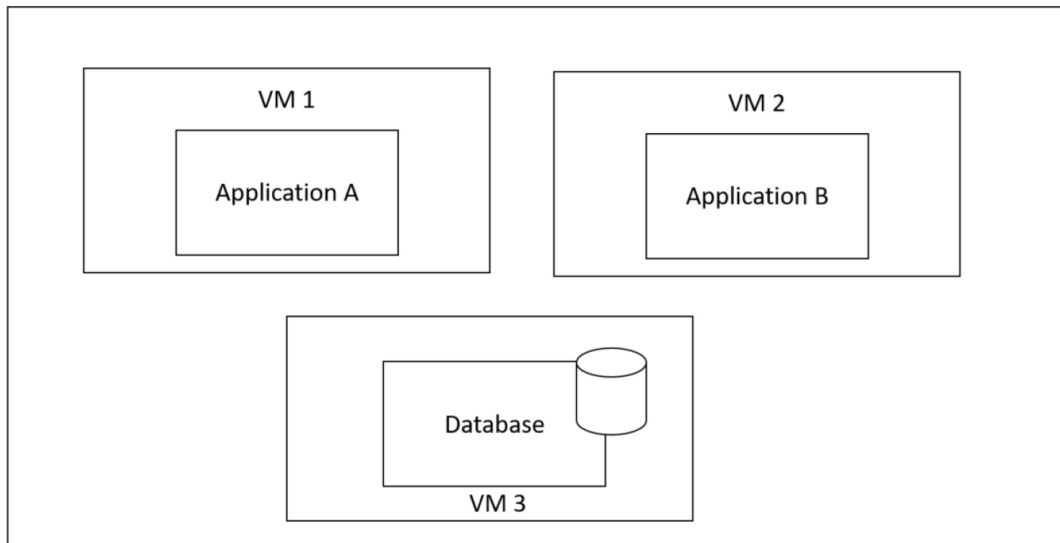 VM 1
Application A
VM 2
Application B
Database
VM 3